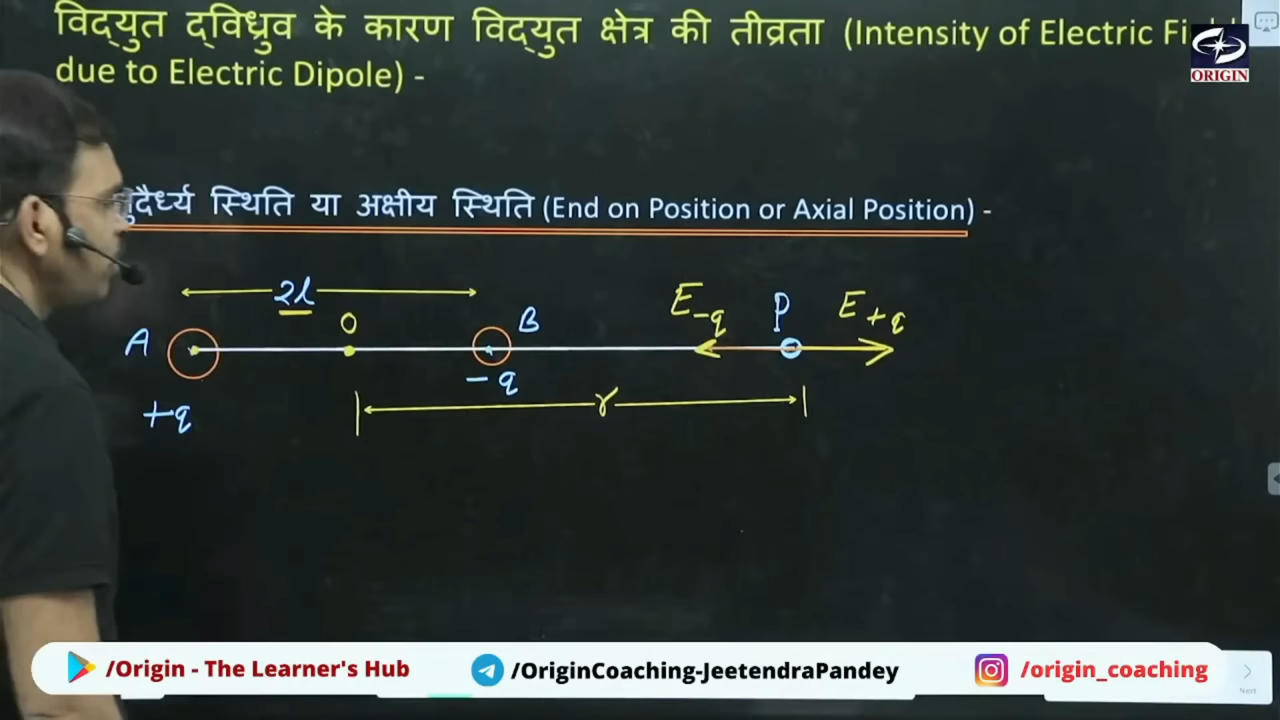 विद्युत द्विध्रुव के कारण विद्युत क्षेत्र की तीव्रता (Intensity of Electric Fi
due to Electric Dipole) -
ORIGIN
स्थिति या अक्षीय स्थिति (End on Position or Axial Position) -
2l
O
A
B
E-q
P
E+q
-q
+q
r
/Origin - The Learner's Hub
/OriginCoaching-JeetendraPandey
/origin_coaching
Next